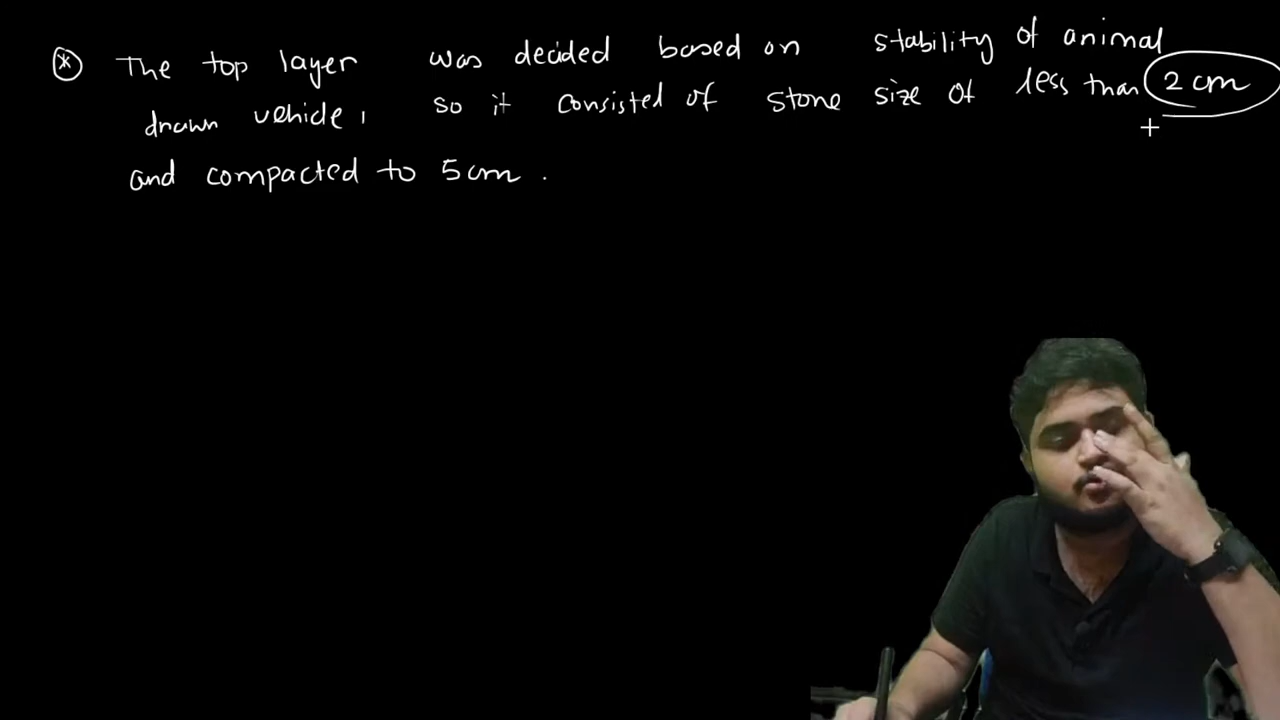 * The top layer was decided based on stability of animal
drawn vehicle, so it consisted of stone size of less than 2 cm
and compacted to 5 cm .